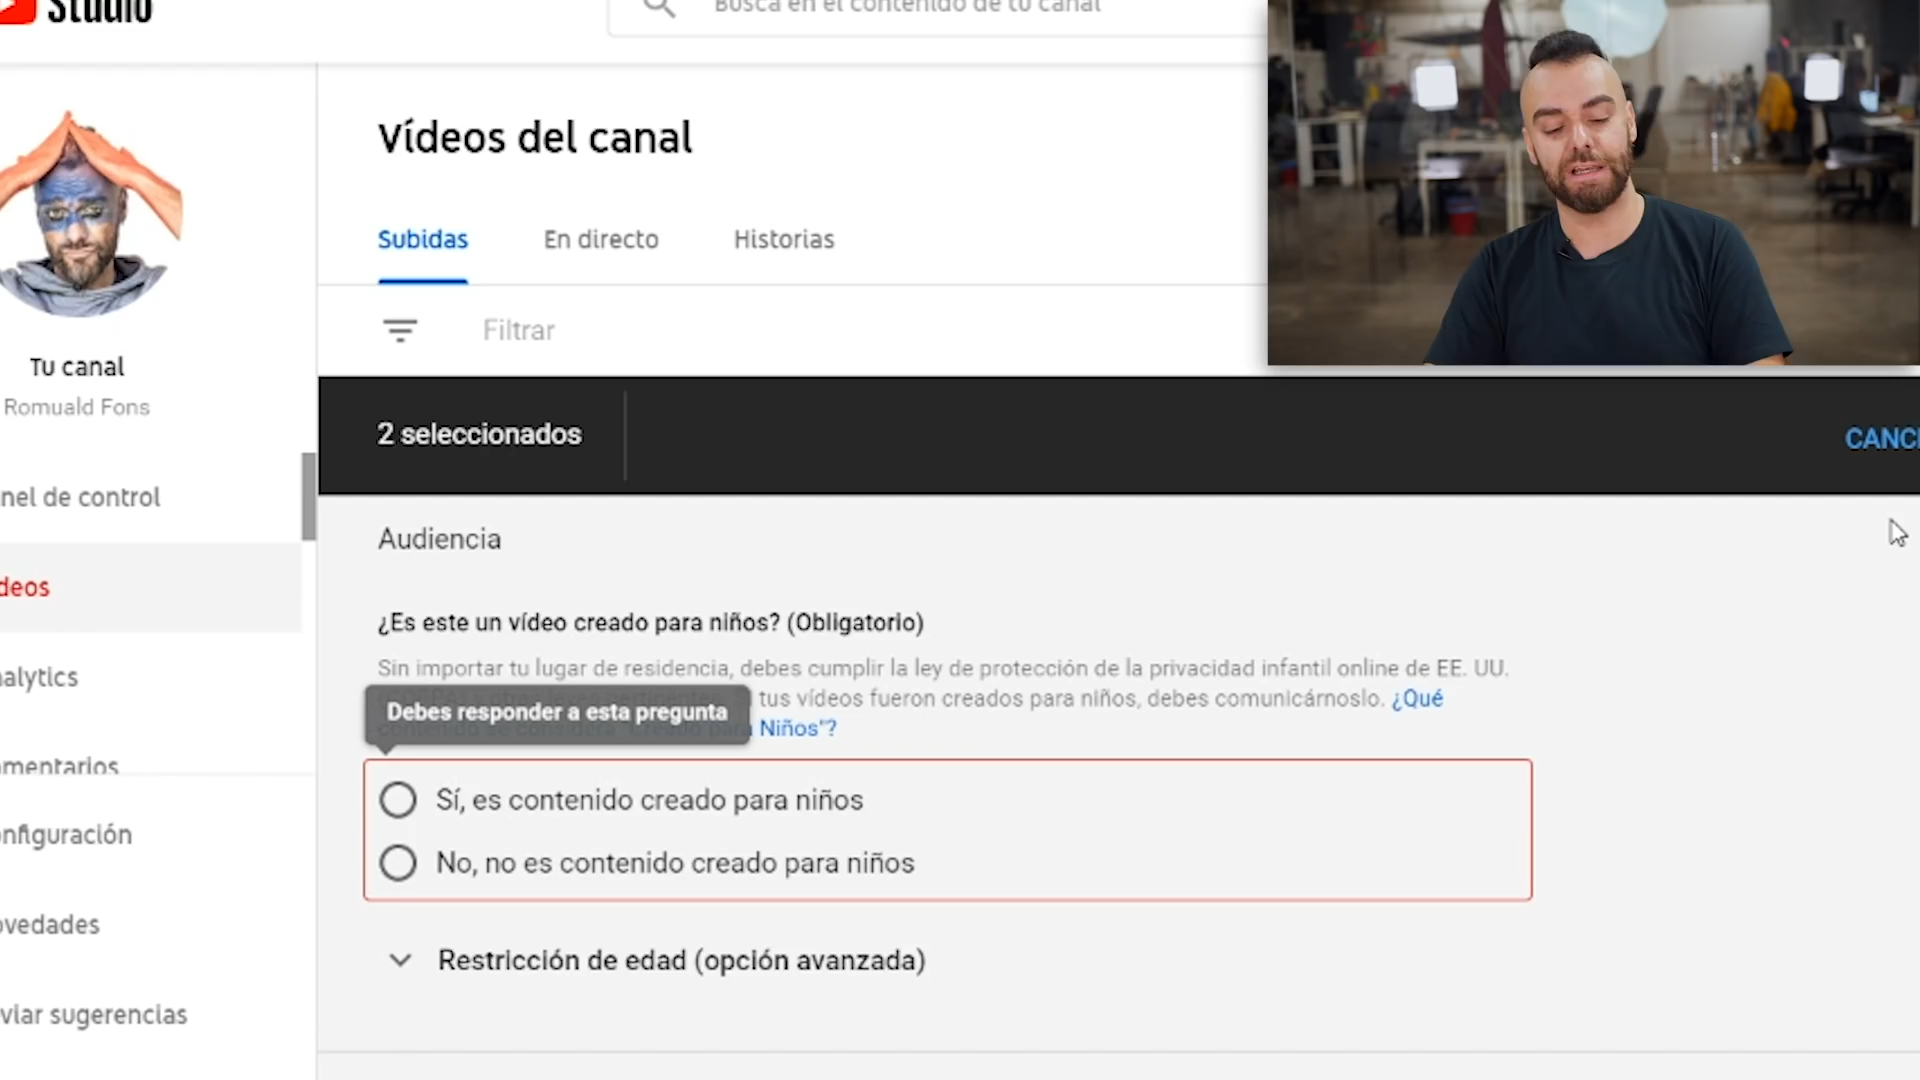 Studio
Busca en el contenido de tu canal
Vídeos del canal
Subidas
En directo
Historias
Filtrar
Tu canal
Romuald Fons
nel de control
deos
alytics
mentarios
nfiguración
ovedades
viar sugerencias
2 seleccionados
CANC
Audiencia
¿Es este un vídeo creado para niños? (Obligatorio)
Sin importar tu lugar de residencia, debes cumplir la ley de protección de la privacidad infantil online de EE. UU.
tus vídeos fueron creados para niños, debes comunicárnoslo. ¿Qué
Niños"?
Debes responder a esta pregunta
Sí, es contenido creado para niños
No, no es contenido creado para niños
Restricción de edad (opción avanzada)